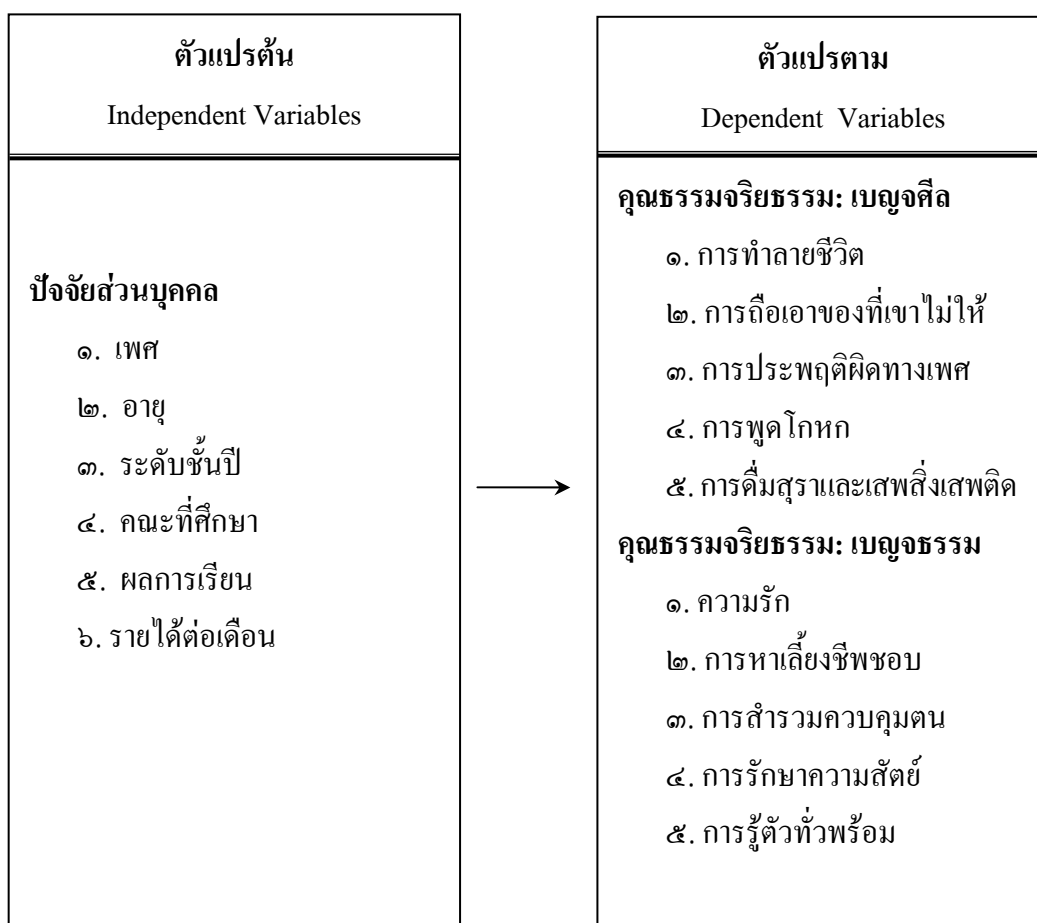 ตัวแปรต้น
Independent Variables
ปัจจัยส่วนบุคคล
๑. เพศ
๒. อายุ
๓. ระดับชั้นปี
๔. คณะที่ศึกษา
๕. ผลการเรียน
๖. รายได้ต่อเดือน
ตัวแปรตาม
Dependent Variables
คุณธรรมจริยธรรม: เบญจศีล
๑. การทำลายชีวิต
๒. การถือเอาของที่เขาไม่ให้
๓. การประพฤติผิดทางเพศ
๔. การพูดโกหก
๕. การดื่มสุราและเสพสิ่งเสพติด
คุณธรรมจริยธรรม: เบญจธรรม
๑. ความรัก
๒. การหาเลี้ยงชีพชอบ
๓. การสำรวมควบคุมตน
๔. การรักษาความสัตย์
๕. การรู้ตัวทั่วพร้อม